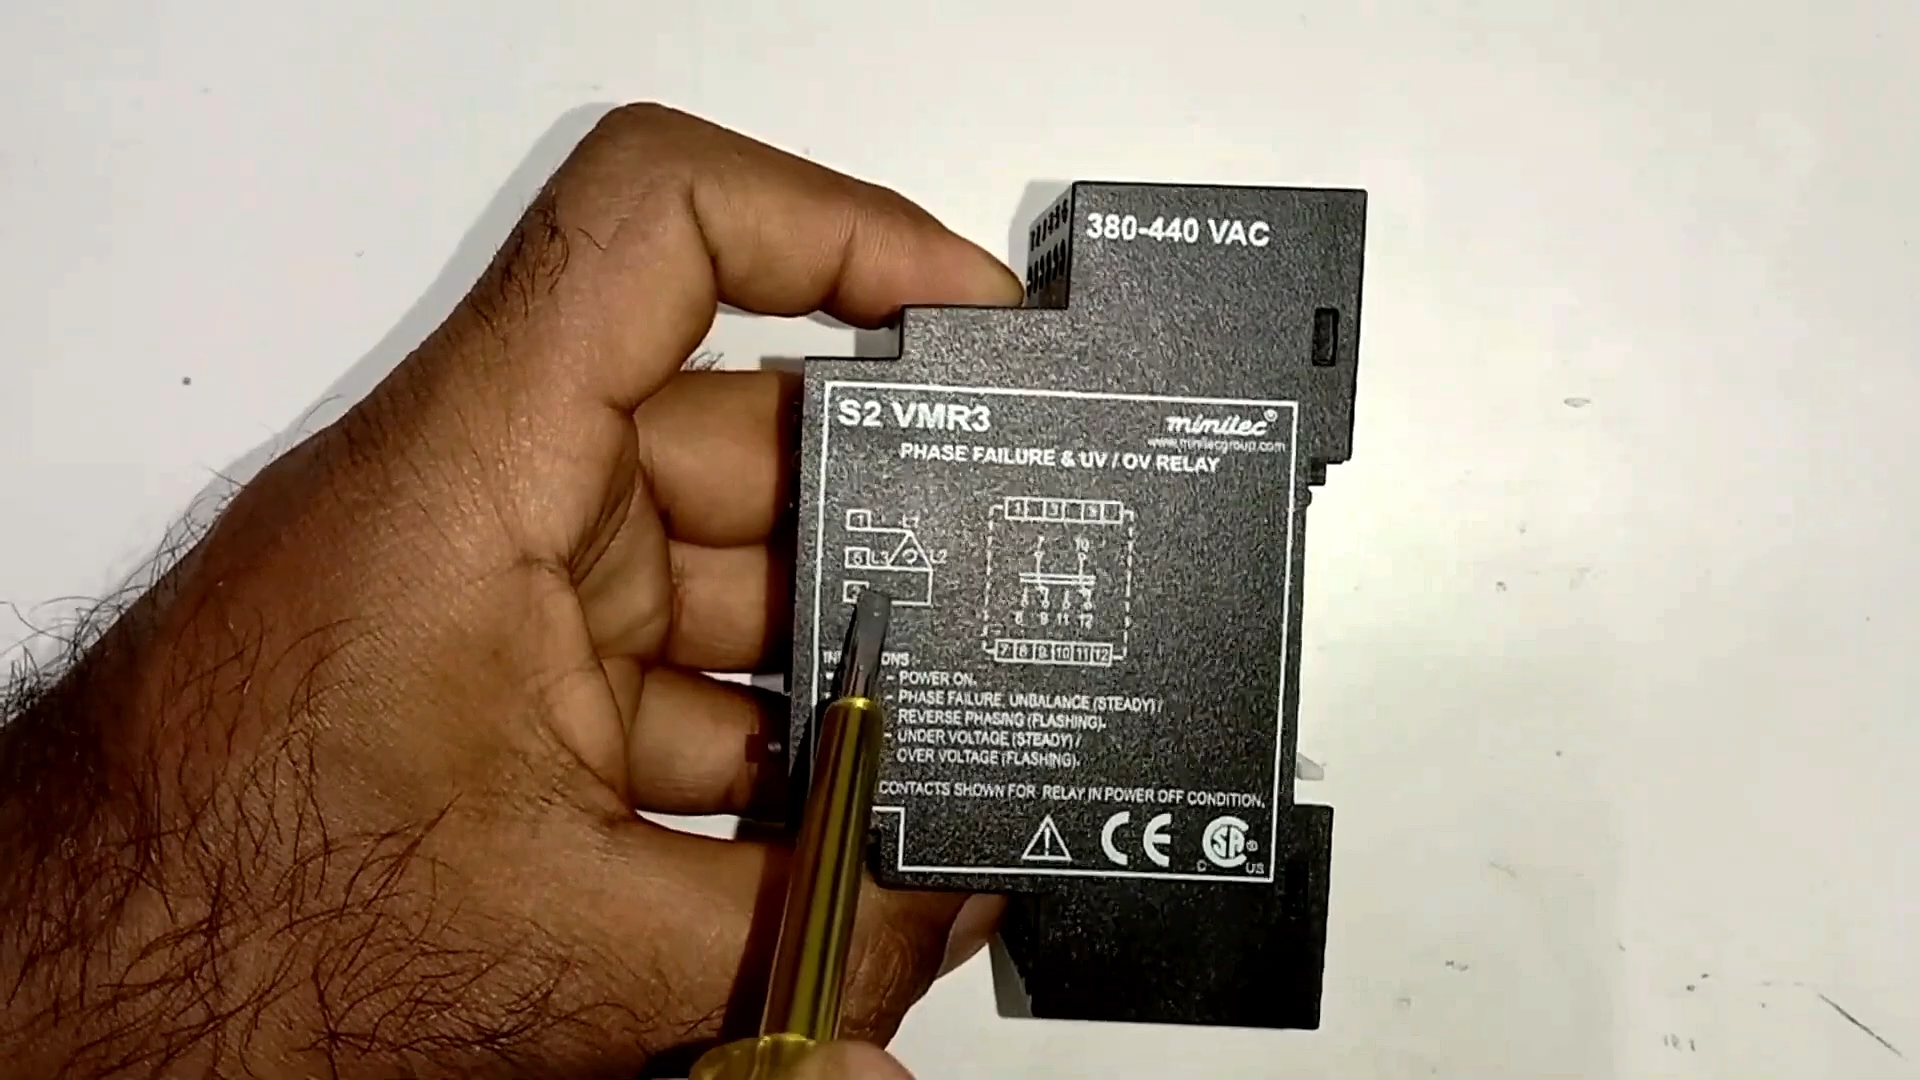 380-440 VAC
S2 VMR3
minilec®
www.minilecgroup.com
PHASE FAILURE & UV / OV RELAY
1 L1
5 L3 L2
1 3 5
7 10
8 9 11 12
7 8 9 10 11 12
POWER ON.
PHASE FAILURE, UNBALANCE (STEADY) /
REVERSE PHASING (FLASHING).
UNDER VOLTAGE (STEADY) /
OVER VOLTAGE (FLASHING).
CONTACTS SHOWN FOR RELAY IN POWER OFF CONDITION.
CE
SA ®
US